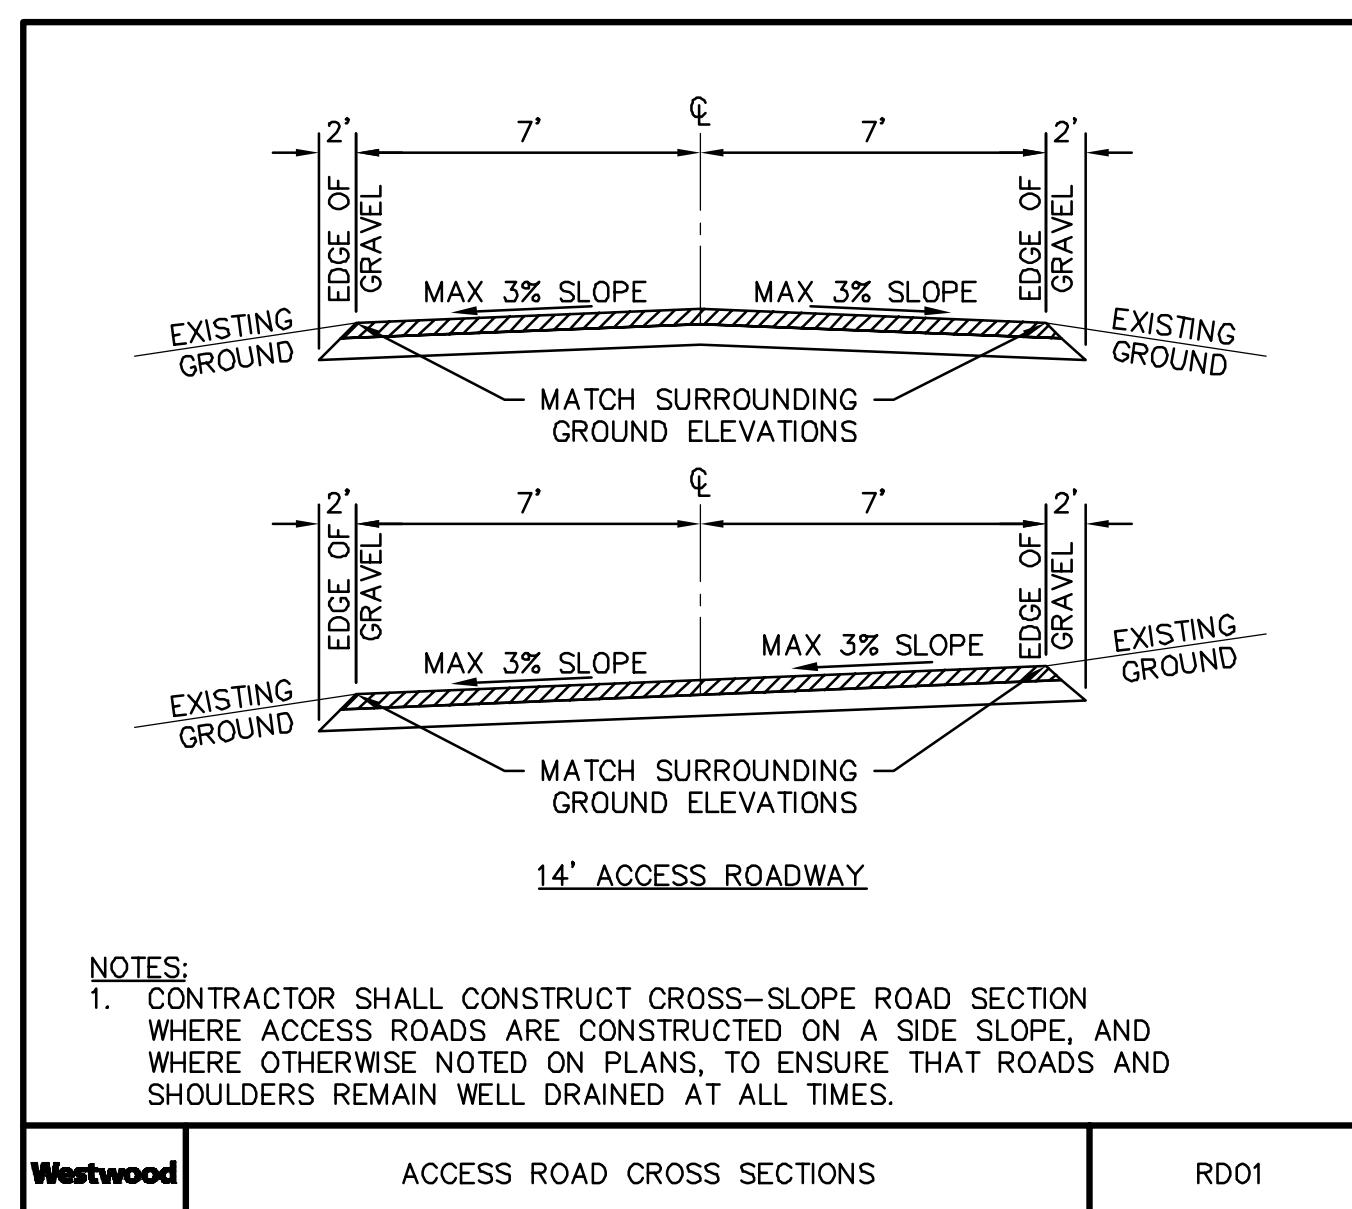 ℄
2' 7' 7' 2'
EDGE OF
GRAVEL
EDGE OF
GRAVEL
MAX 3% SLOPE MAX 3% SLOPE
EXISTING
GROUND
EXISTING
GROUND
MATCH SURROUNDING
GROUND ELEVATIONS
℄
2' 7' 7' 2'
EDGE OF
GRAVEL
EDGE OF
GRAVEL
MAX 3% SLOPE
MAX 3% SLOPE
EXISTING
GROUND
EXISTING
GROUND
MATCH SURROUNDING
GROUND ELEVATIONS
14' ACCESS ROADWAY
NOTES:
1. CONTRACTOR SHALL CONSTRUCT CROSS-SLOPE ROAD SECTION
WHERE ACCESS ROADS ARE CONSTRUCTED ON A SIDE SLOPE, AND
WHERE OTHERWISE NOTED ON PLANS, TO ENSURE THAT ROADS AND
SHOULDERS REMAIN WELL DRAINED AT ALL TIMES.
Westwood ACCESS ROAD CROSS SECTIONS RD01